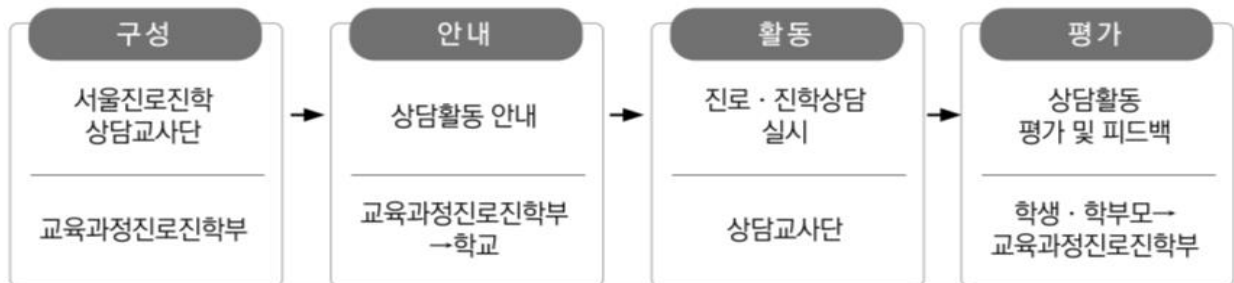 구성
서울진로진학
상담교사단
교육과정진로진학부
안내
상담활동 안내
교육과정진로진학부
→학교
활동
진로 · 진학상담
실시
상담교사단
평가
상담활동
평가 및 피드백
학생 · 학부모→
교육과정진로진학부